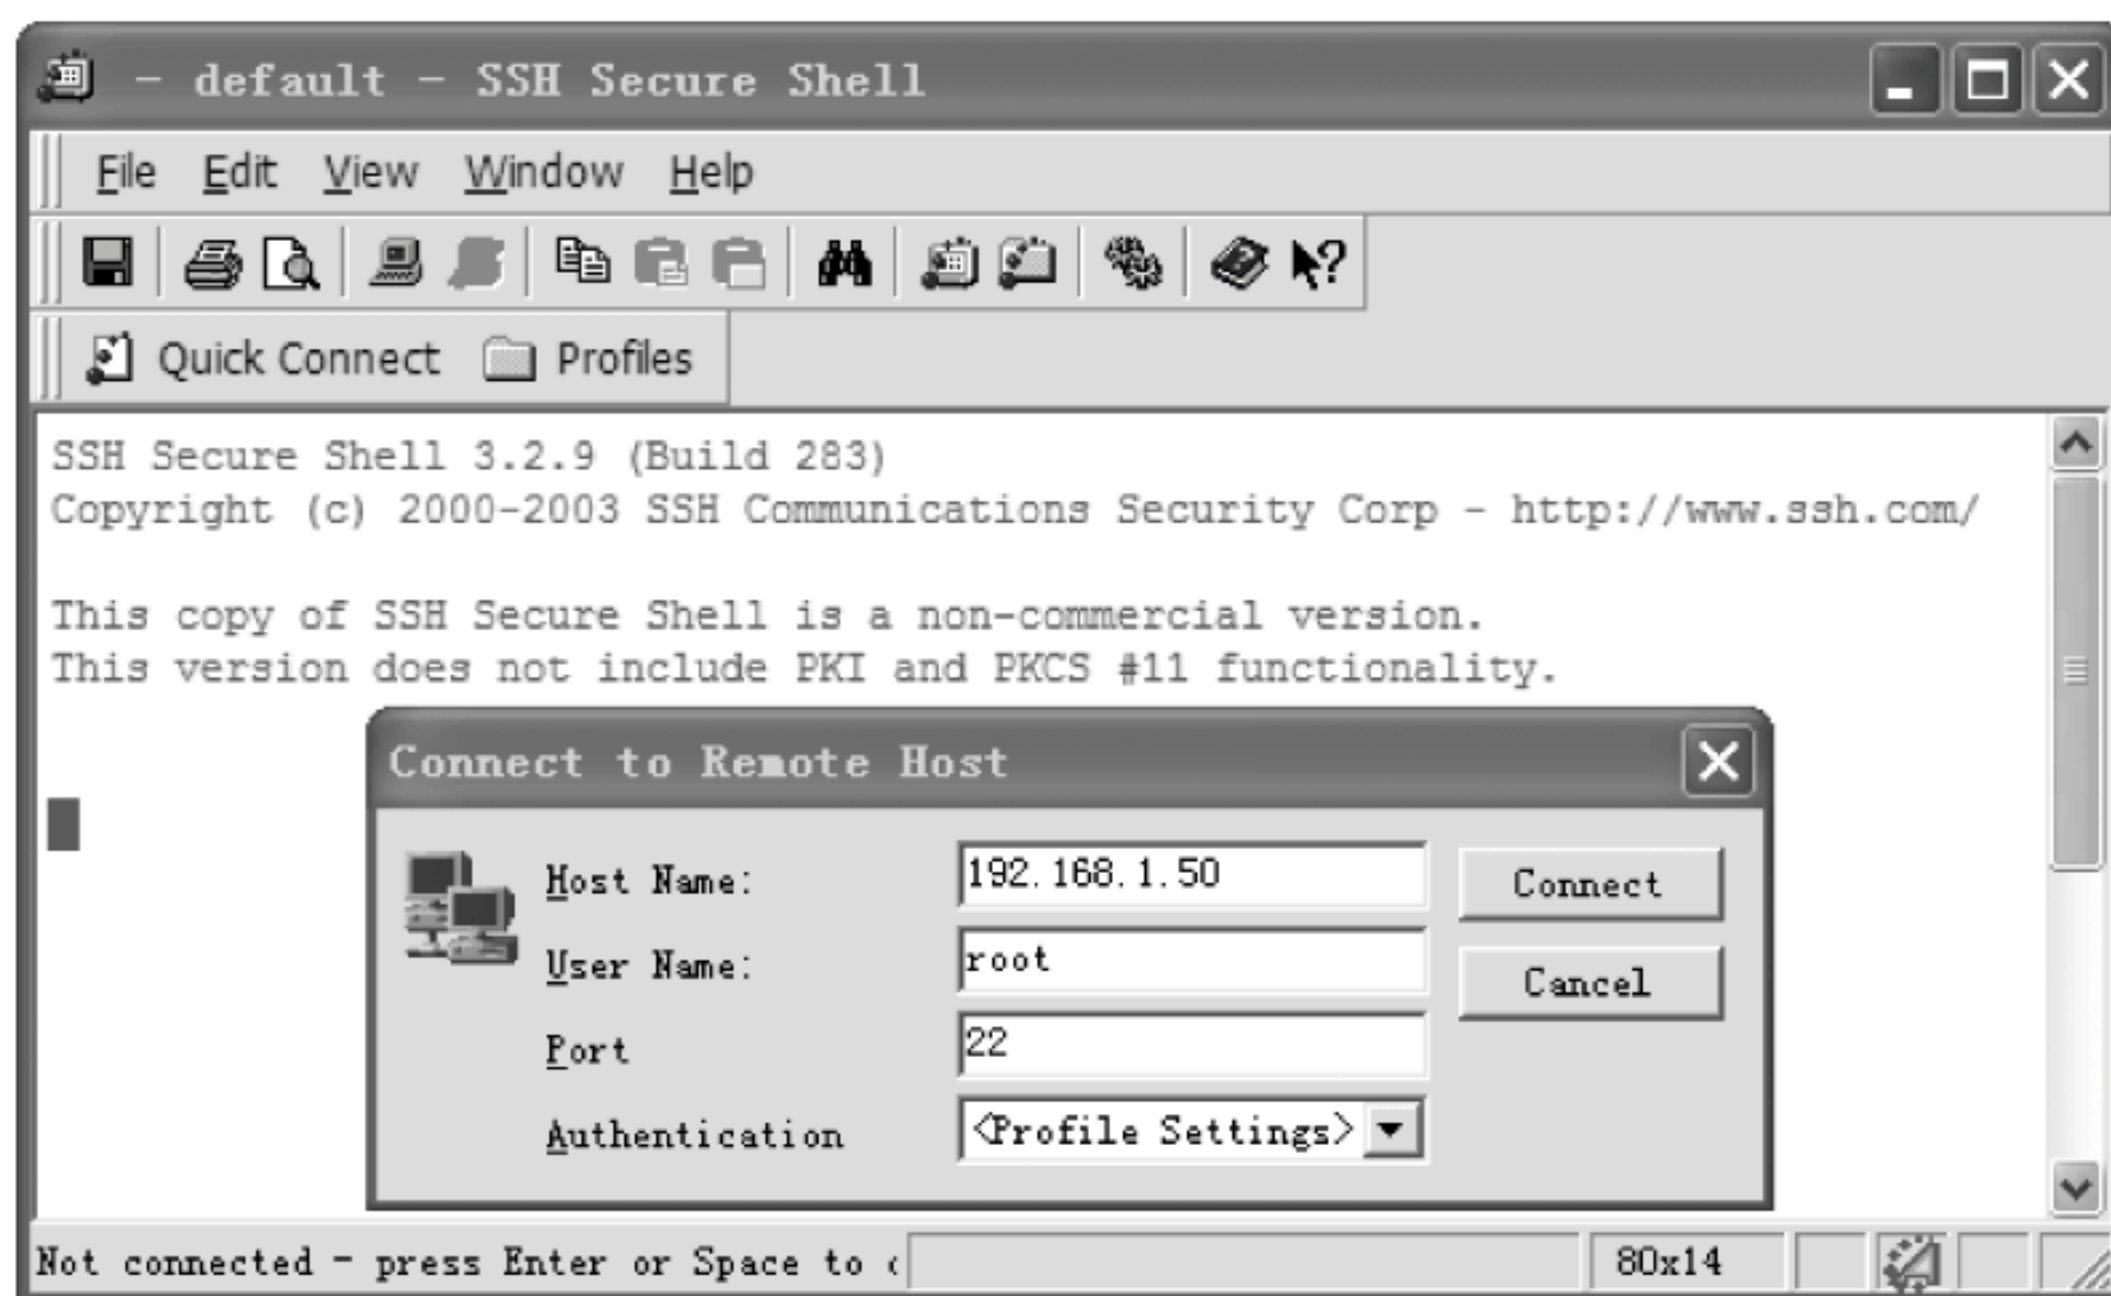 - default - SSH Secure Shell
File Edit View Window Help
Quick Connect Profiles
SSH Secure Shell 3.2.9 (Build 283)
Copyright (c) 2000-2003 SSH Communications Security Corp - http://www.ssh.com/
This copy of SSH Secure Shell is a non-commercial version.
This version does not include PKI and PKCS #11 functionality.
Connect to Remote Host
Host Name: 192.168.1.50 Connect
User Name: root Cancel
Port 22
Authentication <Profile Settings>
Not connected - press Enter or Space to 80x14